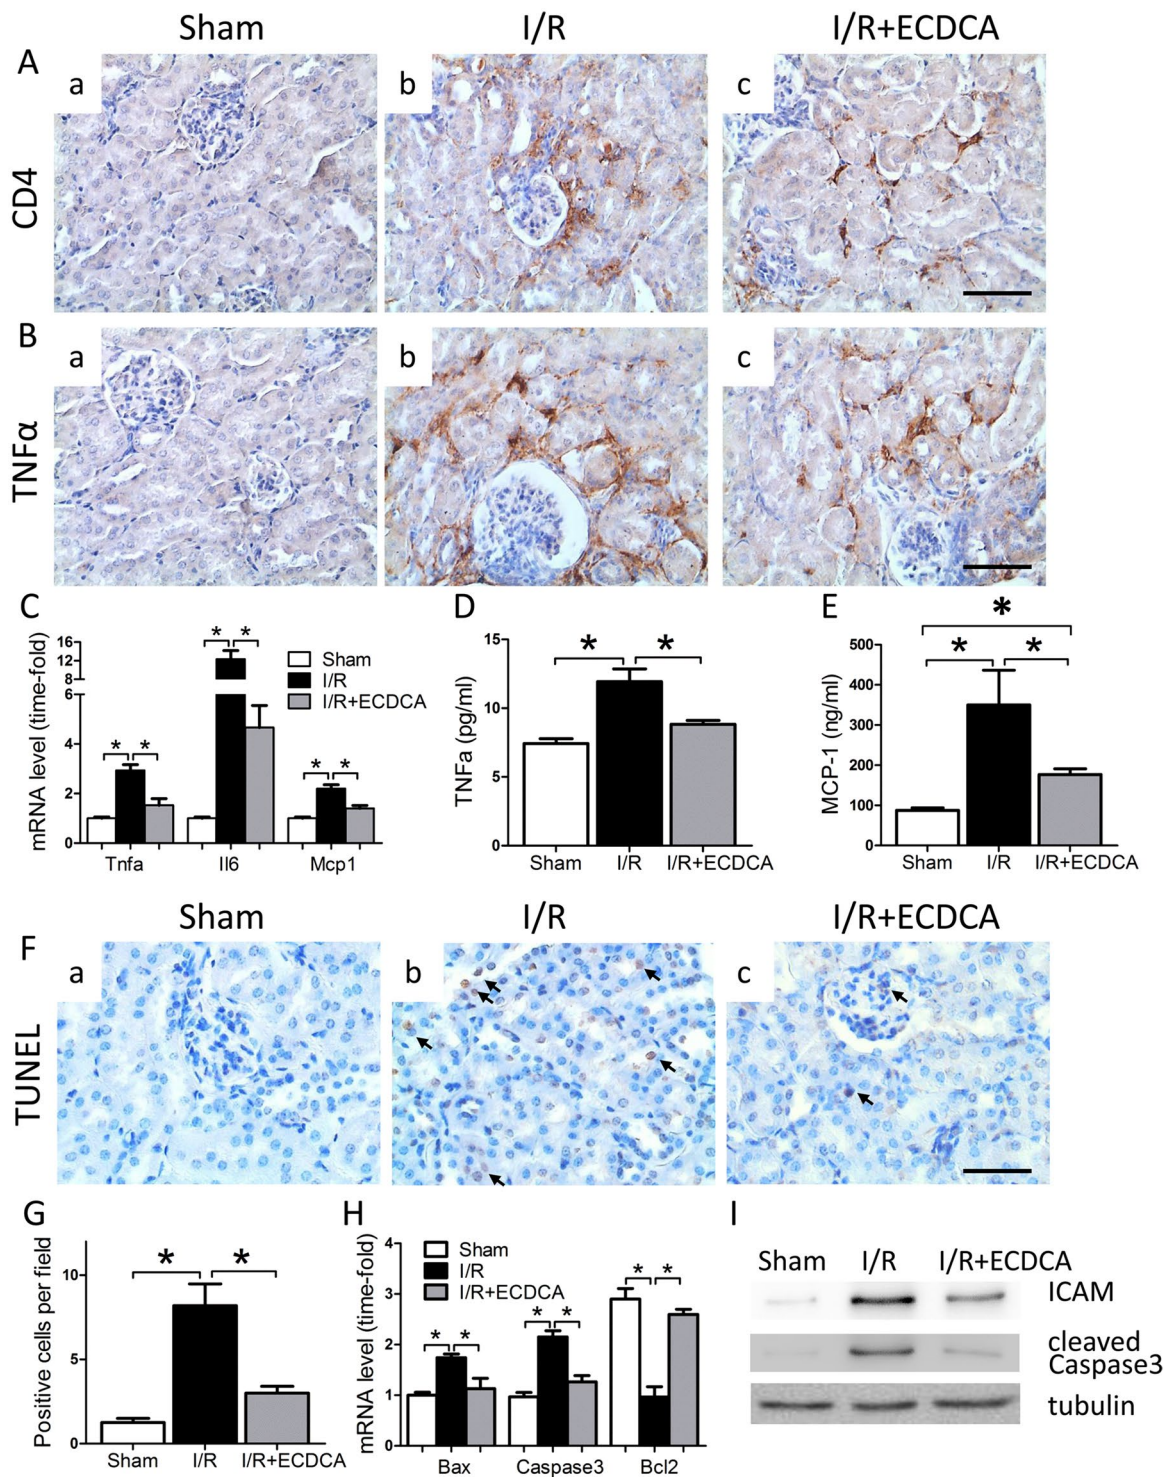 Sham I/R I/R+ECDCA
A
a b c
CD4
B
a b c
TNFα
C
mRNA level (time-fold)
16
12
8
6
4
2
0
* * * * * *
Sham
I/R
I/R+ECDCA
Tnfa Il6 Mcp1
D
TNFa (pg/ml)
15
10
5
0
* *
Sham I/R I/R+ECDCA
E
MCP-1 (ng/ml)
500
400
300
200
100
0
*
* *
Sham I/R I/R+ECDCA
Sham I/R I/R+ECDCA
F
a b c
TUNEL
G
Positive cells per field
10
5
0
* *
Sham I/R I/R+ECDCA
H
mRNA level (time-fold)
4
3
2
1
0
Sham
I/R
I/R+ECDCA
* * * * * *
Bax Caspase3 Bcl2
I
Sham I/R I/R+ECDCA
ICAM
cleaved
Caspase3
tubulin